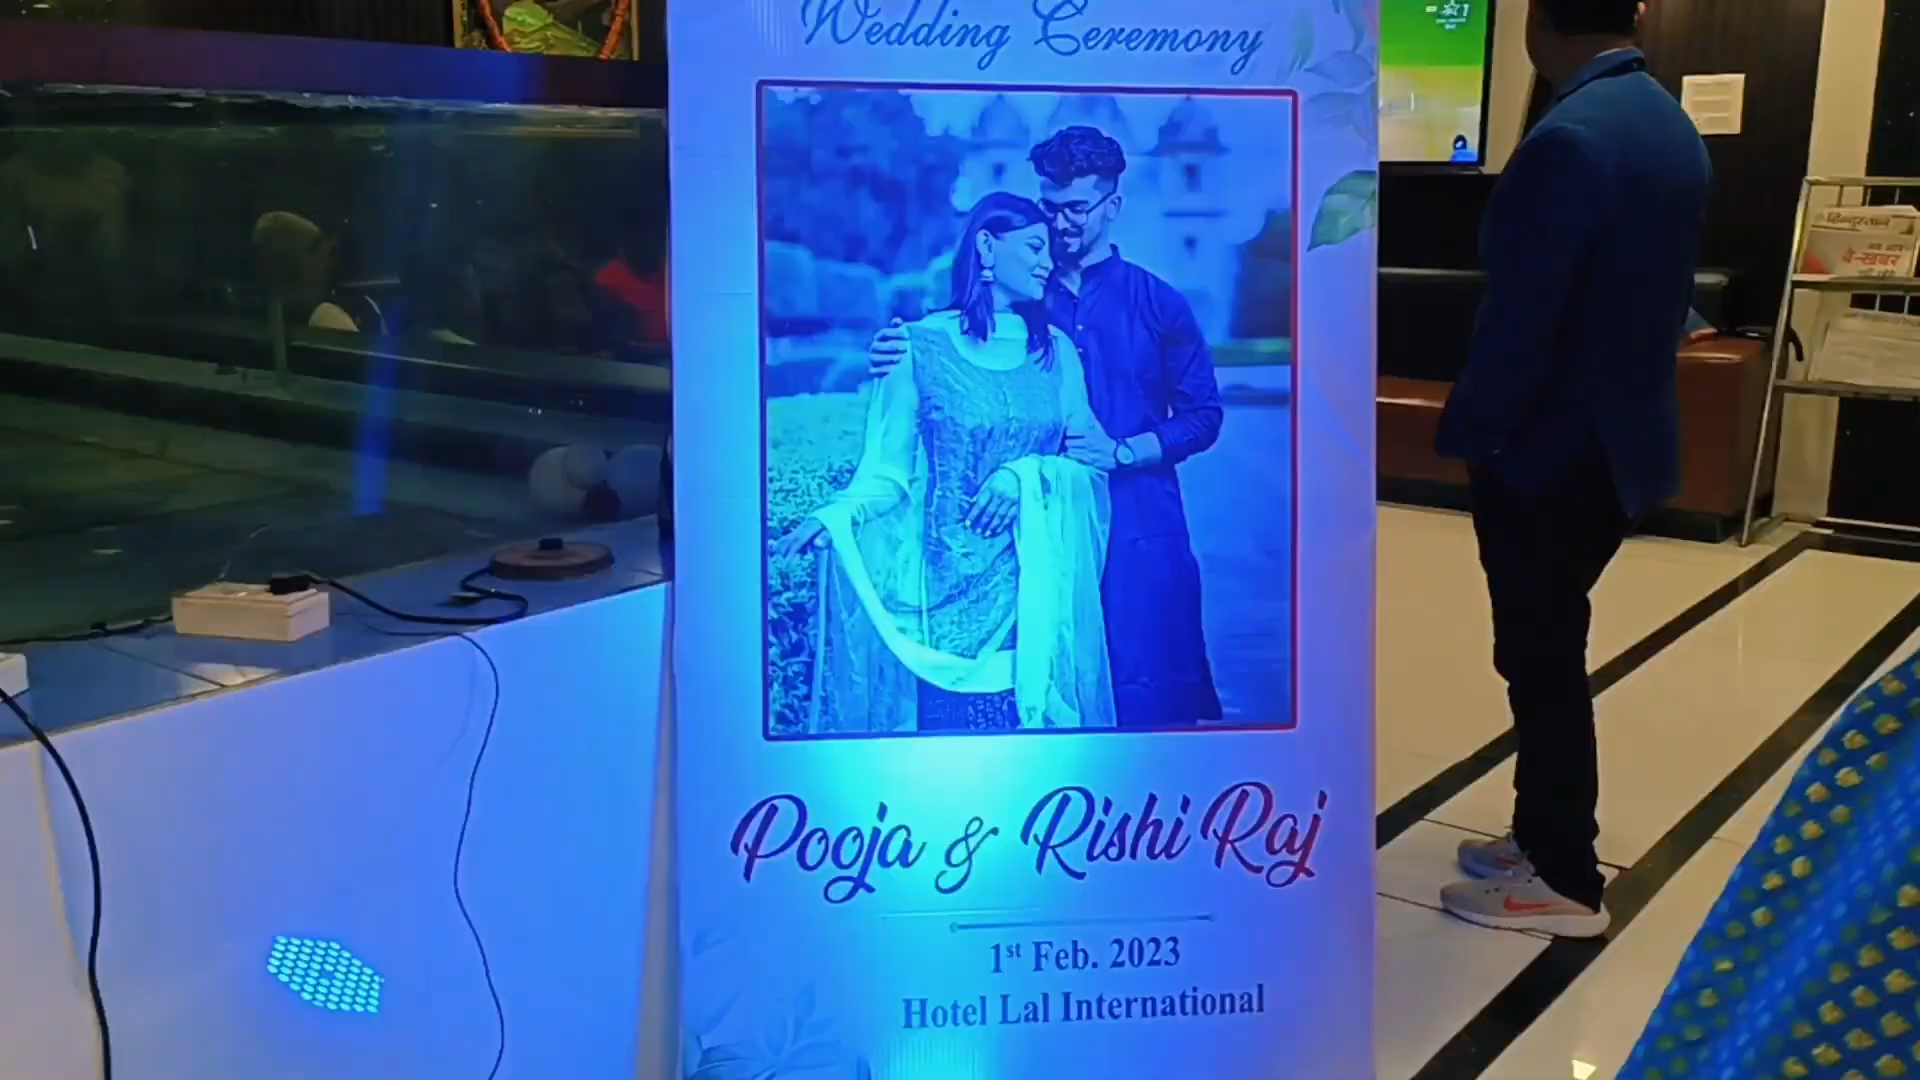 Wedding Ceremony
Pooja & Rishi Raj
1st Feb. 2023
Hotel Lal International
हिन्दुस्तान